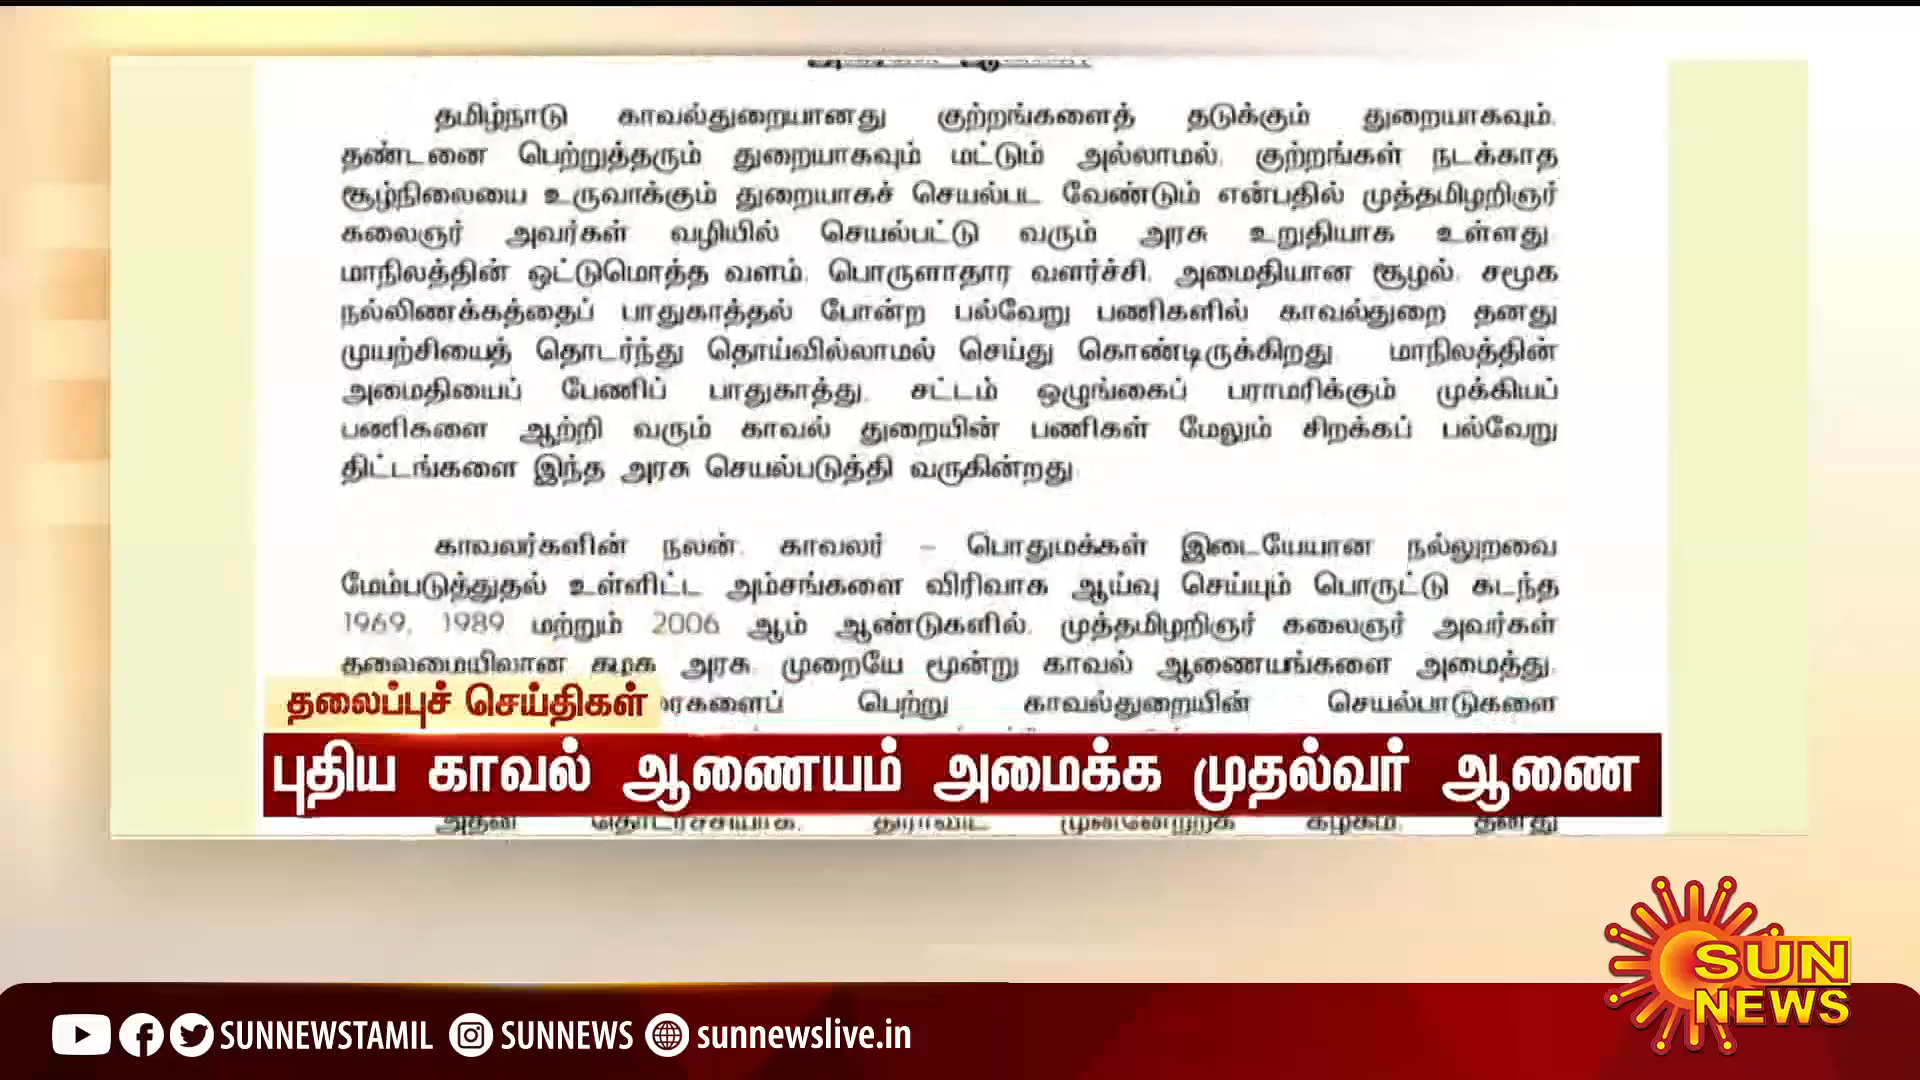 தமிழ்நாடு காவல்துறையானது குற்றங்களைத் தடுக்கும் துறையாகவும்,
தண்டனை பெற்றுத்தரும் துறையாகவும் மட்டும் அல்லாமல், குற்றங்கள் நடக்காத
சூழ்நிலையை உருவாக்கும் துறையாகச் செயல்பட வேண்டும் என்பதில் முத்தமிழறிஞர்
கலைஞர் அவர்கள் வழியில் செயல்பட்டு வரும் அரசு உறுதியாக உள்ளது.
மாநிலத்தின் ஒட்டுமொத்த வளம், பொருளாதார வளர்ச்சி, அமைதியான சூழல், சமூக
நல்லிணக்கத்தைப் பாதுகாத்தல் போன்ற பல்வேறு பணிகளில் காவல்துறை தனது
முயற்சியைத் தொடர்ந்து தொய்வில்லாமல் செய்து கொண்டிருக்கிறது. மாநிலத்தின்
அமைதியைப் பேணிப் பாதுகாத்து, சட்டம் ஒழுங்கைப் பராமரிக்கும் முக்கியப்
பணிகளை ஆற்றி வரும் காவல் துறையின் பணிகள் மேலும் சிறக்கப் பல்வேறு
திட்டங்களை இந்த அரசு செயல்படுத்தி வருகின்றது.
காவலர்களின் நலன், காவலர் – பொதுமக்கள் இடையேயான நல்லுறவை
மேம்படுத்துதல் உள்ளிட்ட அம்சங்களை விரிவாக ஆய்வு செய்யும் பொருட்டு கடந்த
1969, 1989 மற்றும் 2006 ஆம் ஆண்டுகளில், முத்தமிழறிஞர் கலைஞர் அவர்கள்
தலைமையிலான கழக அரசு முறையே மூன்று காவல் ஆணையங்களை அமைத்து,
ரைகளைப் பெற்று காவல்துறையின் செயல்பாடுகளை
தலைப்புச் செய்திகள்
புதிய காவல் ஆணையம் அமைக்க முதல்வர் ஆணை
அதன் தொடர்ச்சியாக, திராவிட முன்னேற்றக் கழகம், தனது
SUN
NEWS
SUNNEWSTAMIL SUNNEWS sunnewslive.in